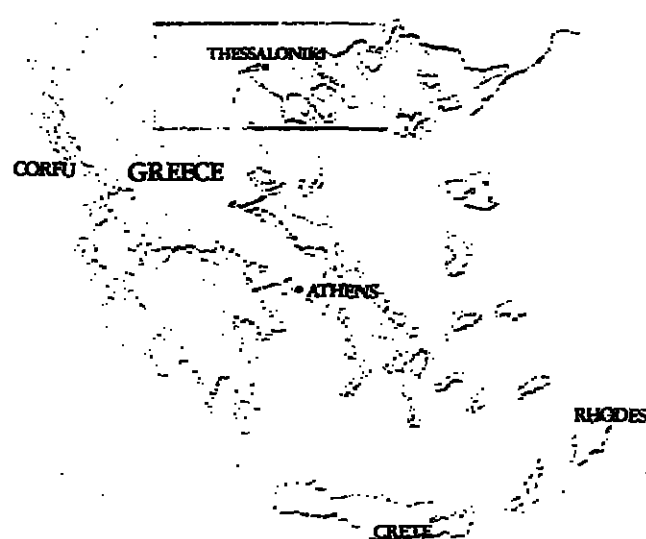 THESSALONIKI
CORFU
GREECE
ATHENS
RHODES
CRETE